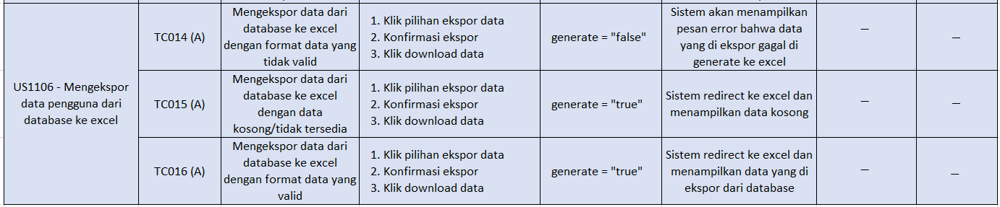 US1106 - Mengekspor
data pengguna dari
database ke excel
TC014 (A)
Mengekspor data dari
database ke excel
dengan format data yang
tidak valid
1. Klik pilihan ekspor data
2. Konfirmasi ekspor
3. Klik download data
generate = "false"
Sistem akan menampilkan
pesan error bahwa data
yang di ekspor gagal di
generate ke excel
—
—
TC015 (A)
Mengekspor data dari
database ke excel
dengan data
kosong/tidak tersedia
1. Klik pilihan ekspor data
2. Konfirmasi ekspor
3. Klik download data
generate = "true"
Sistem redirect ke excel dan
menampilkan data kosong
—
—
TC016 (A)
Mengekspor data dari
database ke excel
dengan format data yang
valid
1. Klik pilihan ekspor data
2. Konfirmasi ekspor
3. Klik download data
generate = "true"
Sistem redirect ke excel dan
menampilkan data yang di
ekspor dari database
—
—